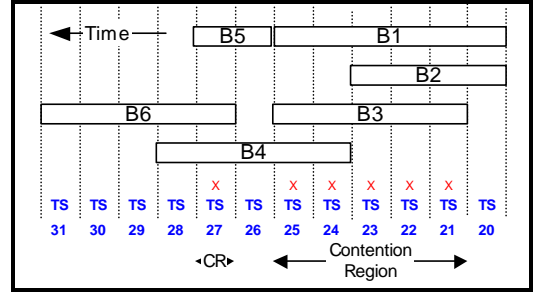 Time B5 B1
B2
B6 B3
B4
X X X X X X
TS TS TS TS TS TS TS TS TS TS TS TS
31 30 29 28 27 26 25 24 23 22 21 20
CR Contention
Region